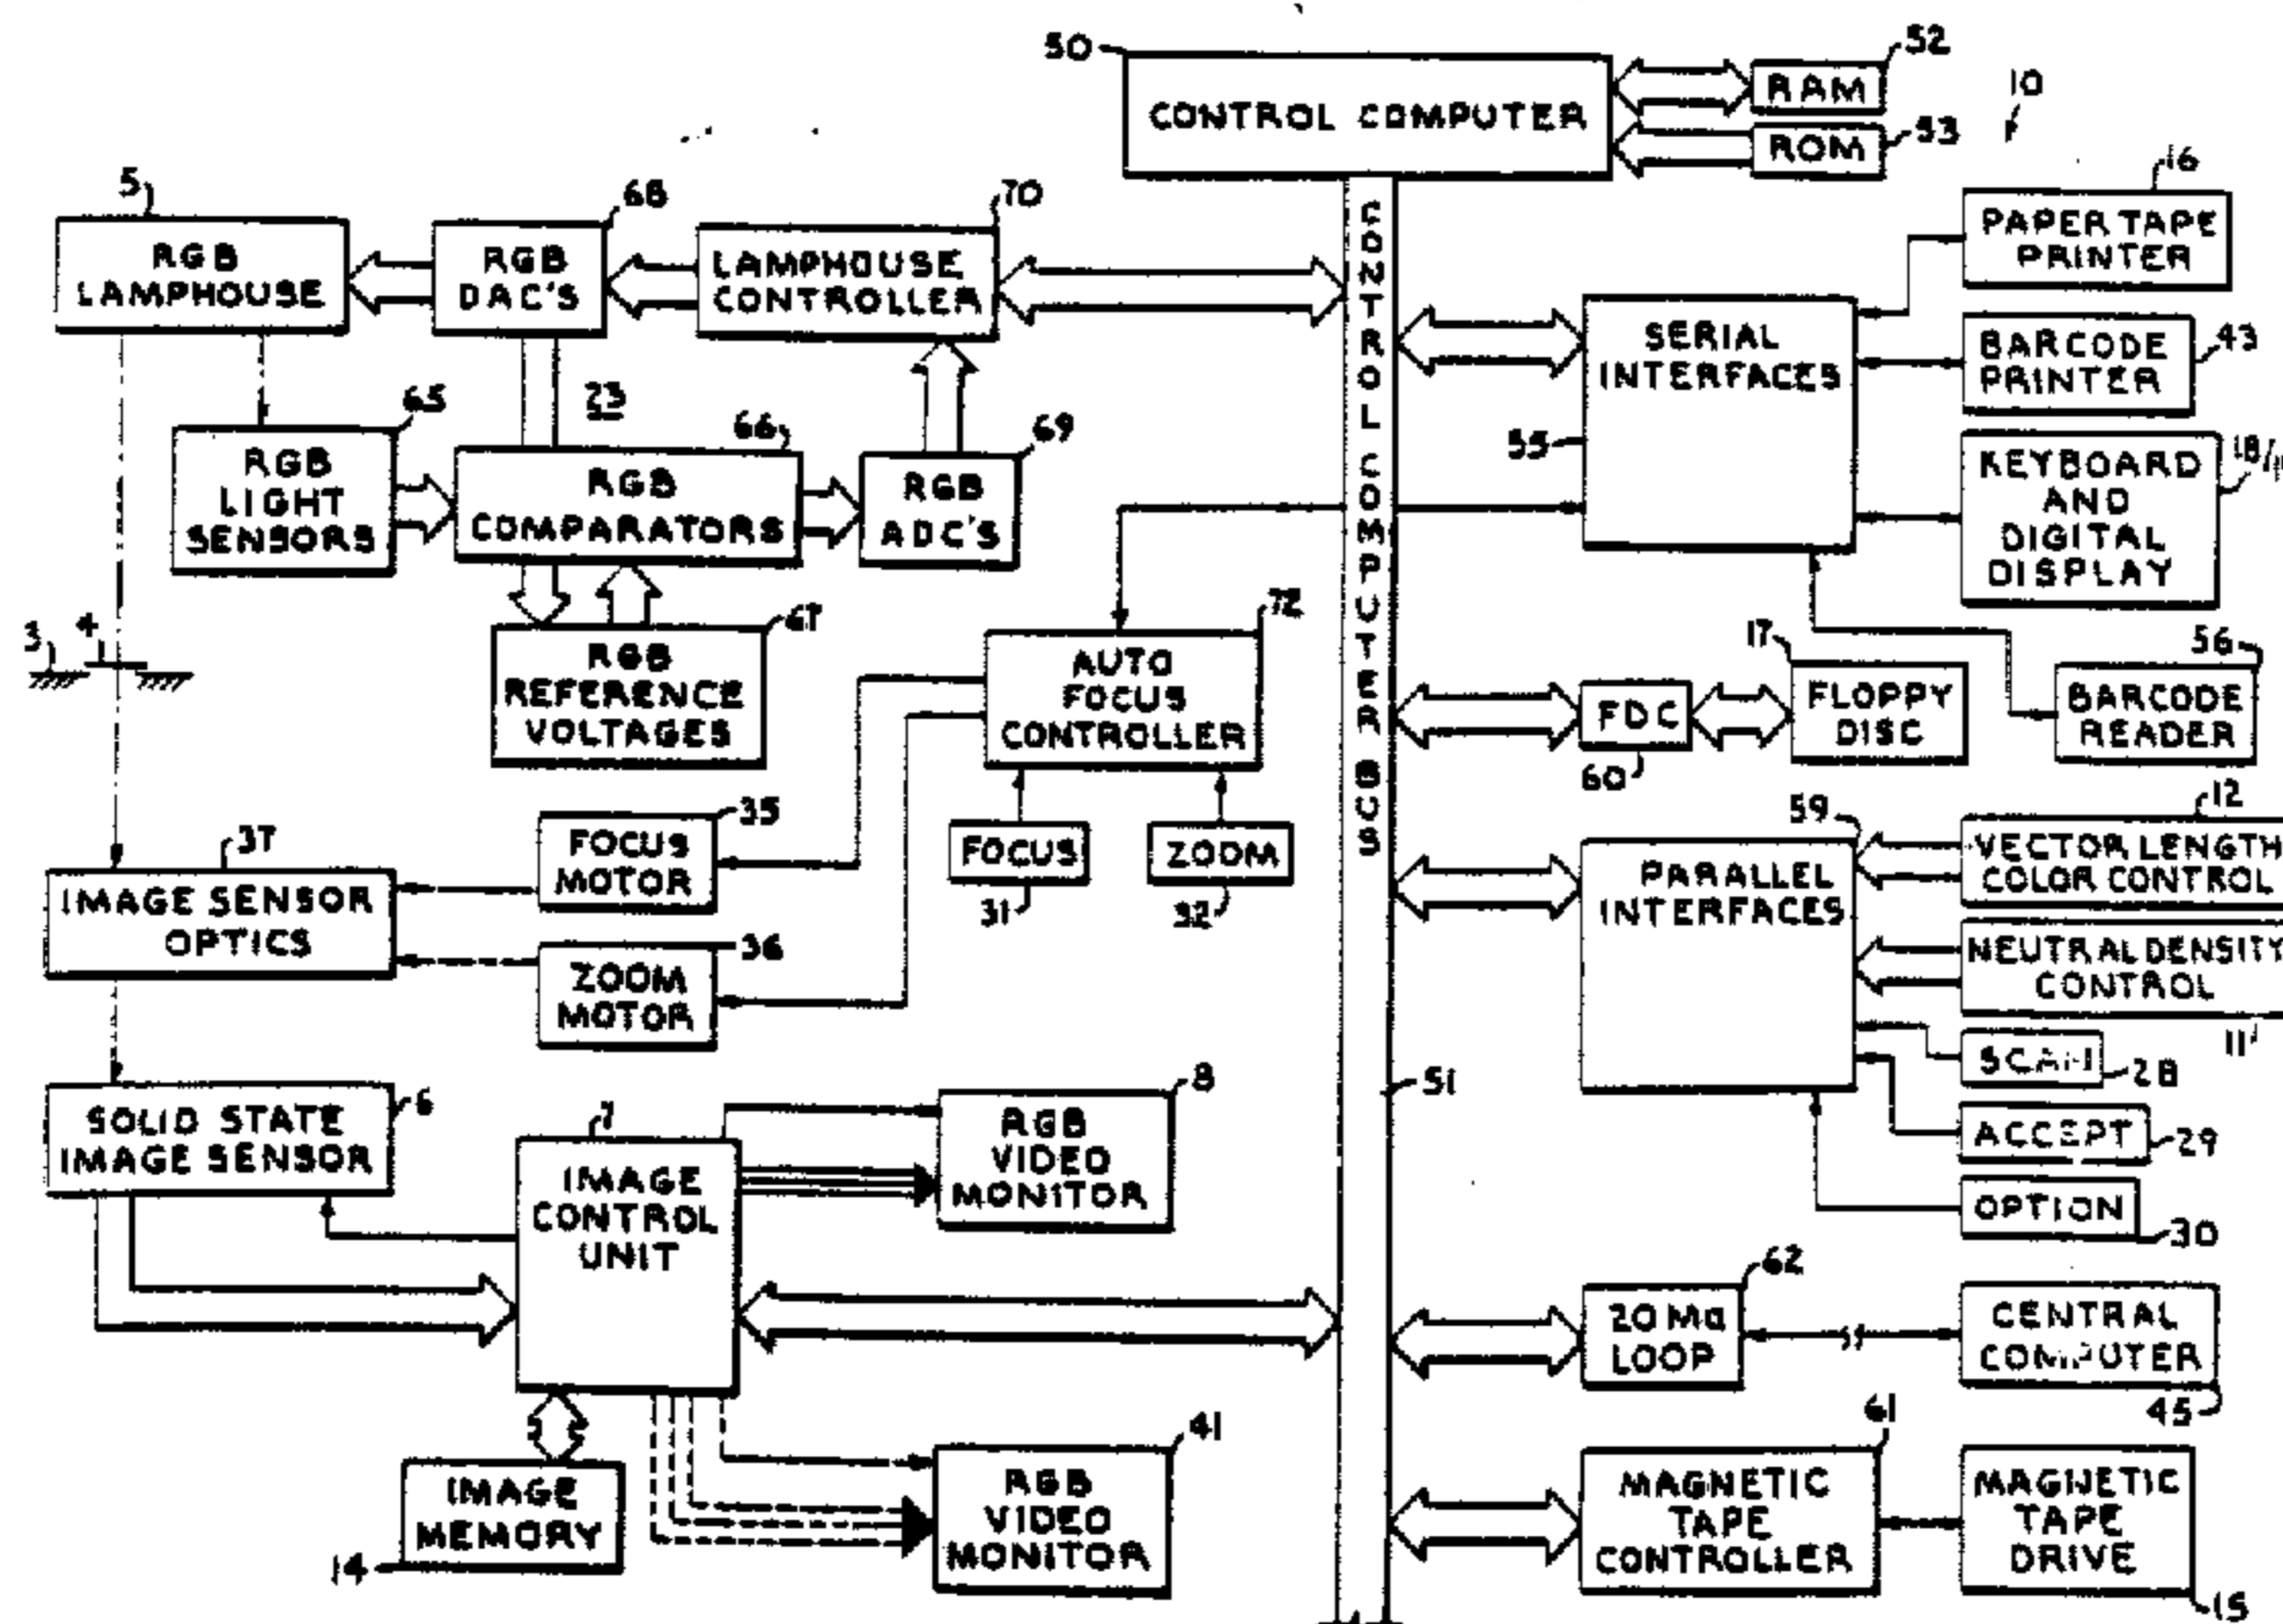 50
CONTROL COMPUTER
52
RAM
53
ROM
10
5
RGB
LAMPHOUSE
68
RGB
DAC'S
70
LAMPHOUSE
CONTROLLER
CONTROL COMPUTER BUS
16
PAPER TAPE
PRINTER
SERIAL
INTERFACES
55
43
BARCODE
PRINTER
KEYBOARD
AND
DIGITAL
DISPLAY
65
RGB
LIGHT
SENSORS
23
66
RGB
COMPARATORS
69
RGB
ADC'S
67
RGB
REFERENCE
VOLTAGES
72
AUTO
FOCUS
CONTROLLER
3
4
17
FDC
60
FLOPPY
DISC
56
BARCODE
READER
37
IMAGE SENSOR
OPTICS
35
FOCUS
MOTOR
36
ZOOM
MOTOR
FOCUS
31
ZOOM
32
59
PARALLEL
INTERFACES
12
VECTOR LENGTH
COLOR CONTROL
NEUTRAL DENSITY
CONTROL
11
SCAN
28
ACCEPT
29
OPTION
30
6
SOLID STATE
IMAGE SENSOR
7
IMAGE
CONTROL
UNIT
8
RGB
VIDEO
MONITOR
51
62
20 Ma
LOOP
CENTRAL
COMPUTER
45
IMAGE
MEMORY
14
41
RGB
VIDEO
MONITOR
61
MAGNETIC
TAPE
CONTROLLER
MAGNETIC
TAPE
DRIVE
15